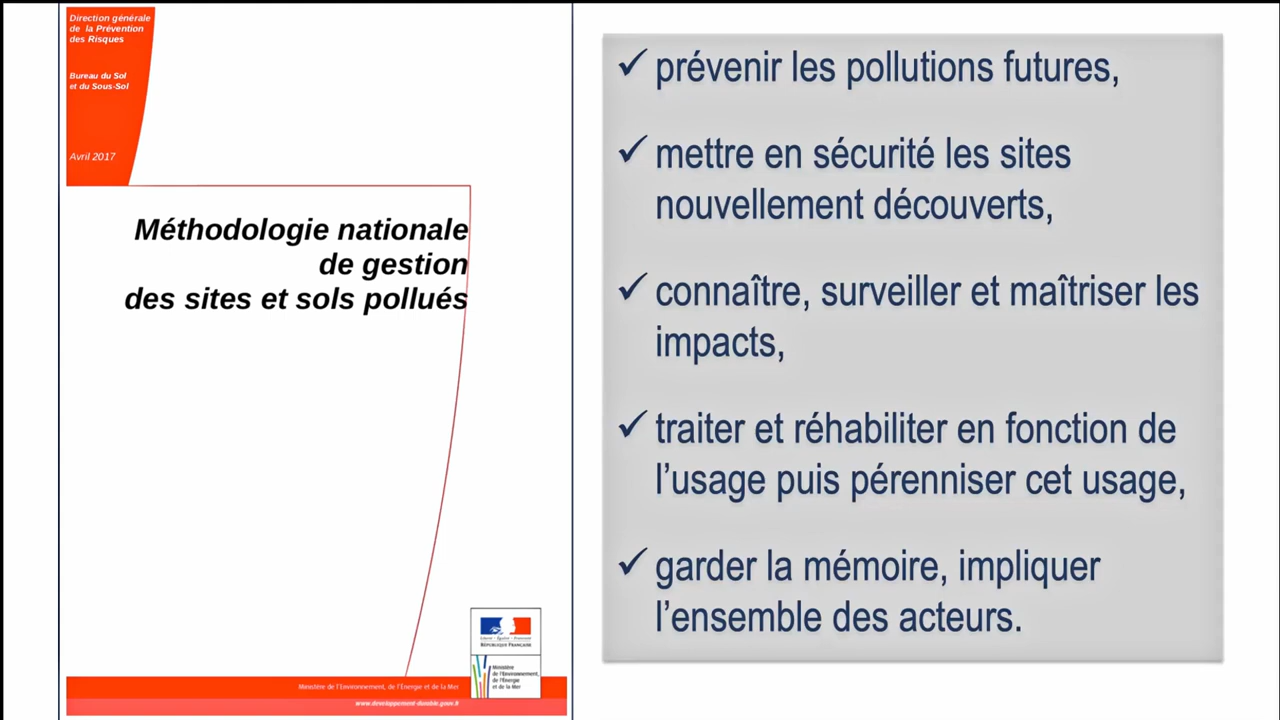 Direction générale
de la Prévention
des Risques
Bureau du Sol
et du Sous-Sol
Avril 2017
Méthodologie nationale
de gestion
des sites et sols pollués
Liberté • Égalité • Fraternité
RÉPUBLIQUE FRANÇAISE
Ministère
de l'Environnement,
de l'Énergie
et de la Mer
Ministère de l'Environnement, de l'Énergie et de la Mer
www.developpement-durable.gouv.fr
✓ prévenir les pollutions futures,
✓ mettre en sécurité les sites
nouvellement découverts,
✓ connaître, surveiller et maîtriser les
impacts,
✓ traiter et réhabiliter en fonction de
l’usage puis pérenniser cet usage,
✓ garder la mémoire, impliquer
l’ensemble des acteurs.